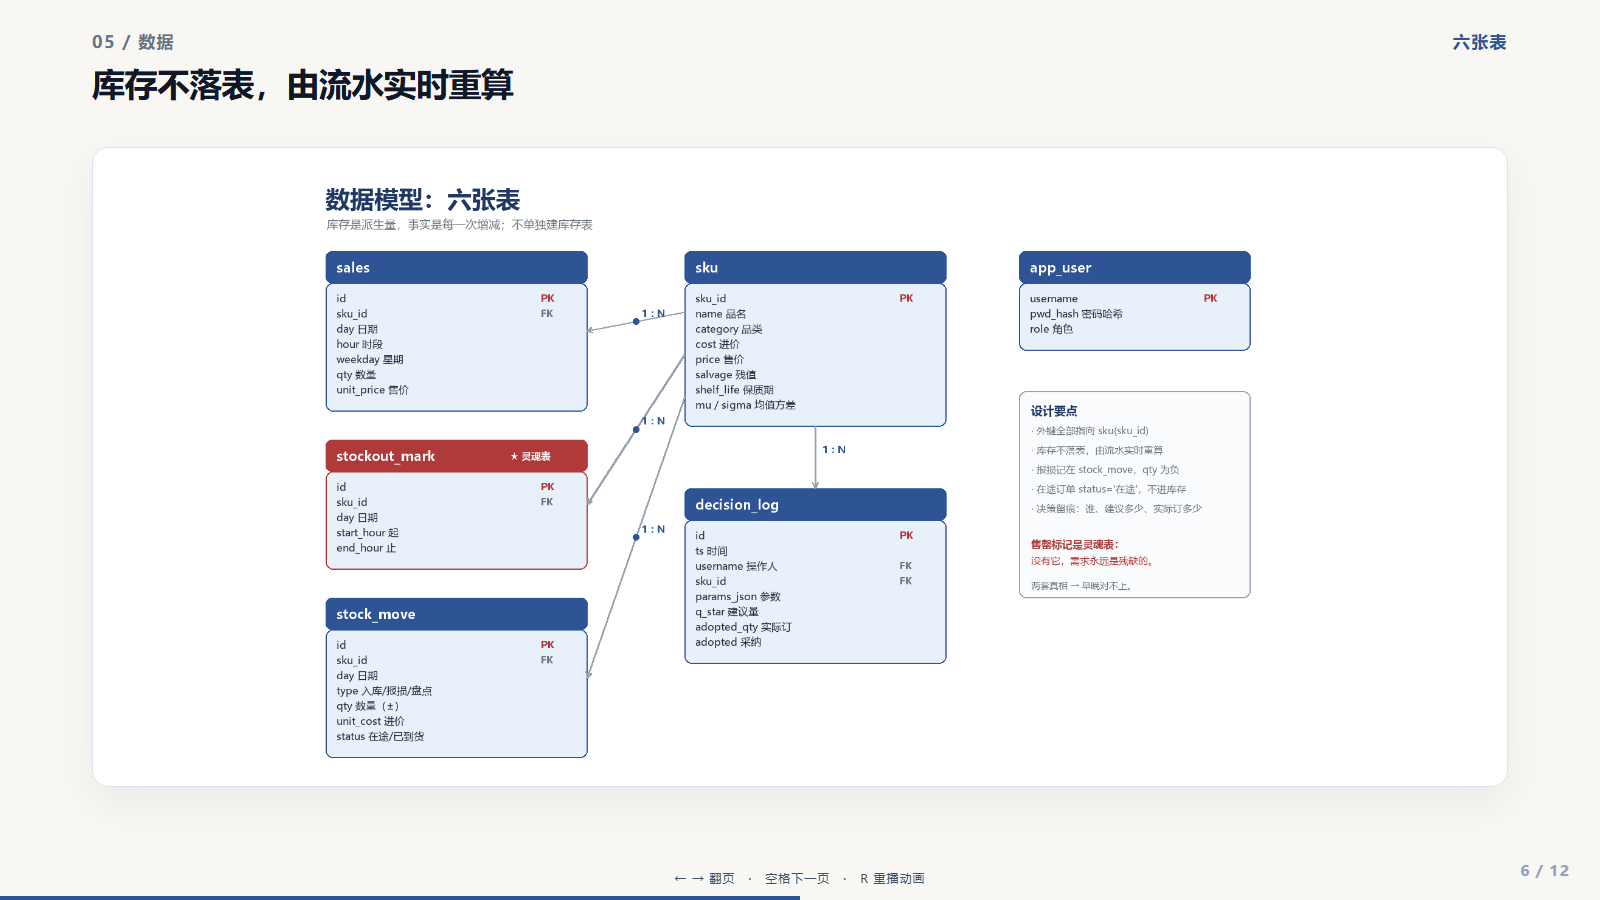 05 / 数据
六张表
库存不落表，由流水实时重算
数据模型：六张表
库存是派生量，事实是每一次增减；不单独建库存表
sales
id PK
sku_id FK
day 日期
hour 时段
weekday 星期
qty 数量
unit_price 售价
stockout_mark ★ 灵魂表
id PK
sku_id FK
day 日期
start_hour 起
end_hour 止
stock_move
id PK
sku_id FK
day 日期
type 入库/报损/盘点
qty 数量（±）
unit_cost 进价
status 在途/已到货
1 : N
1 : N
1 : N
sku
sku_id PK
name 品名
category 品类
cost 进价
price 售价
salvage 残值
shelf_life 保质期
mu / sigma 均值方差
1 : N
decision_log
id PK
ts 时间
username 操作人 FK
sku_id FK
params_json 参数
q_star 建议量
adopted_qty 实际订
adopted 采纳
app_user
username PK
pwd_hash 密码哈希
role 角色
设计要点
· 外键全部指向 sku(sku_id)
· 库存不落表，由流水实时重算
· 报损记在 stock_move，qty 为负
· 在途订单 status='在途'，不进库存
· 决策留痕：谁、建议多少、实际订多少
售罄标记是灵魂表：
没有它，需求永远是残缺的。
两套真相 → 早晚对不上。
← → 翻页 · 空格下一页 · R 重播动画
6 / 12